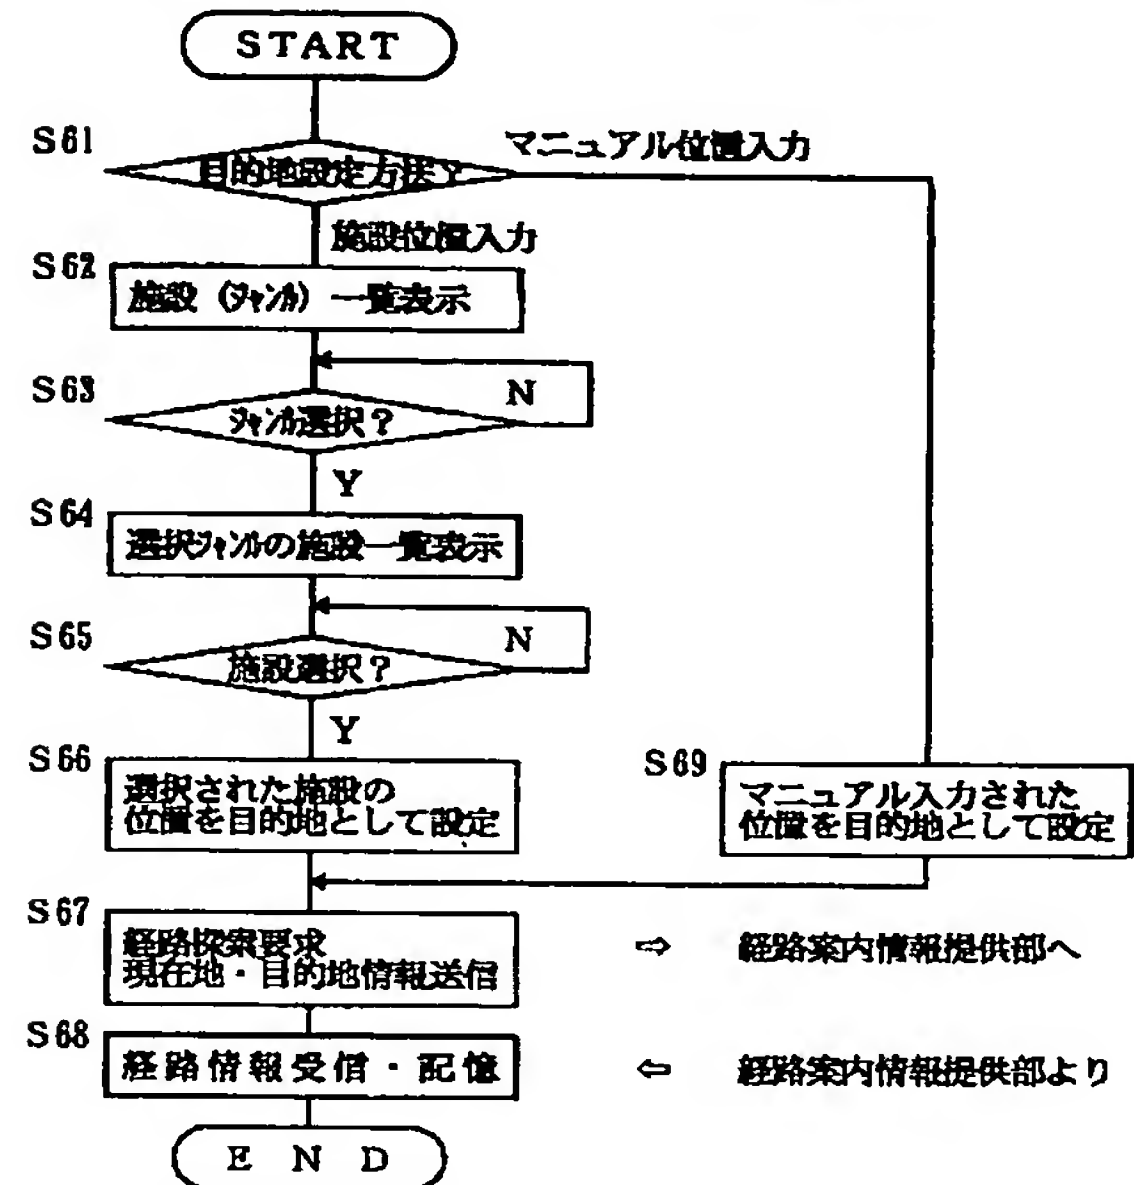 START
S61
目的地設定方法?
マニュアル位置入力
施設位置入力
S62
施設 (ジャンル) 一覧表示
S63
ジャンル選択?
N
Y
S64
選択ジャンルの施設一覧表示
S65
施設選択?
N
Y
S66
選択された施設の
位置を目的地として設定
S69
マニュアル入力された
位置を目的地として設定
S67
経路探索要求
現在地・目的地情報送信
⇨ 経路案内情報提供部へ
S68
経路情報受信・記憶
⇦ 経路案内情報提供部より
END